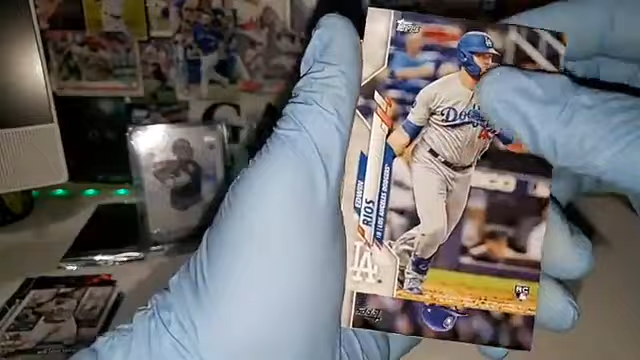 Topps
Dodgers
EDWIN
RIOS
LOS ANGELES DODGERS
LA
RC